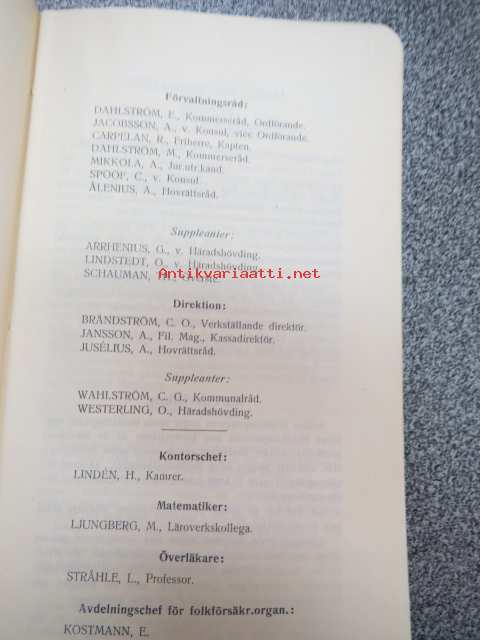 Förvaltningsråd:
DAHLSTRÖM, E., Kommerseråd, Ordförande.
JACOBSSON, A., v. Konsul, vice Ordförande.
CARPELAN, R., Friherre, Kapten.
DAHLSTRÖM, M., Kommerseråd.
MIKKOLA, A., Jur.utr.kand.
SPOOF, C., v. Konsul.
ÅLENIUS, A., Hovrättsråd.
Suppleanter:
ARRHENIUS, G., v. Häradshövding.
LINDSTEDT, O., v. Häradshövding.
SCHAUMAN, Överste.
Antikvariaatti.net
Direktion:
BRÄNDSTRÖM, C. O., Verkställande direktör.
JANSSON, A., Fil. Mag., Kassadirektör.
JUSÉLIUS, A., Hovrättsråd.
Suppleanter:
WAHLSTRÖM, C. G., Kommunalråd.
WESTERLING, O., Häradshövding.
Kontorschef:
LINDÉN, H., Kamrer.
Matematiker:
LJUNGBERG, M., Läroverkskollega.
Överläkare:
STRÅHLE, L., Professor.
Avdelningschef för folkförsäkr.organ.:
KOSTMANN, E.